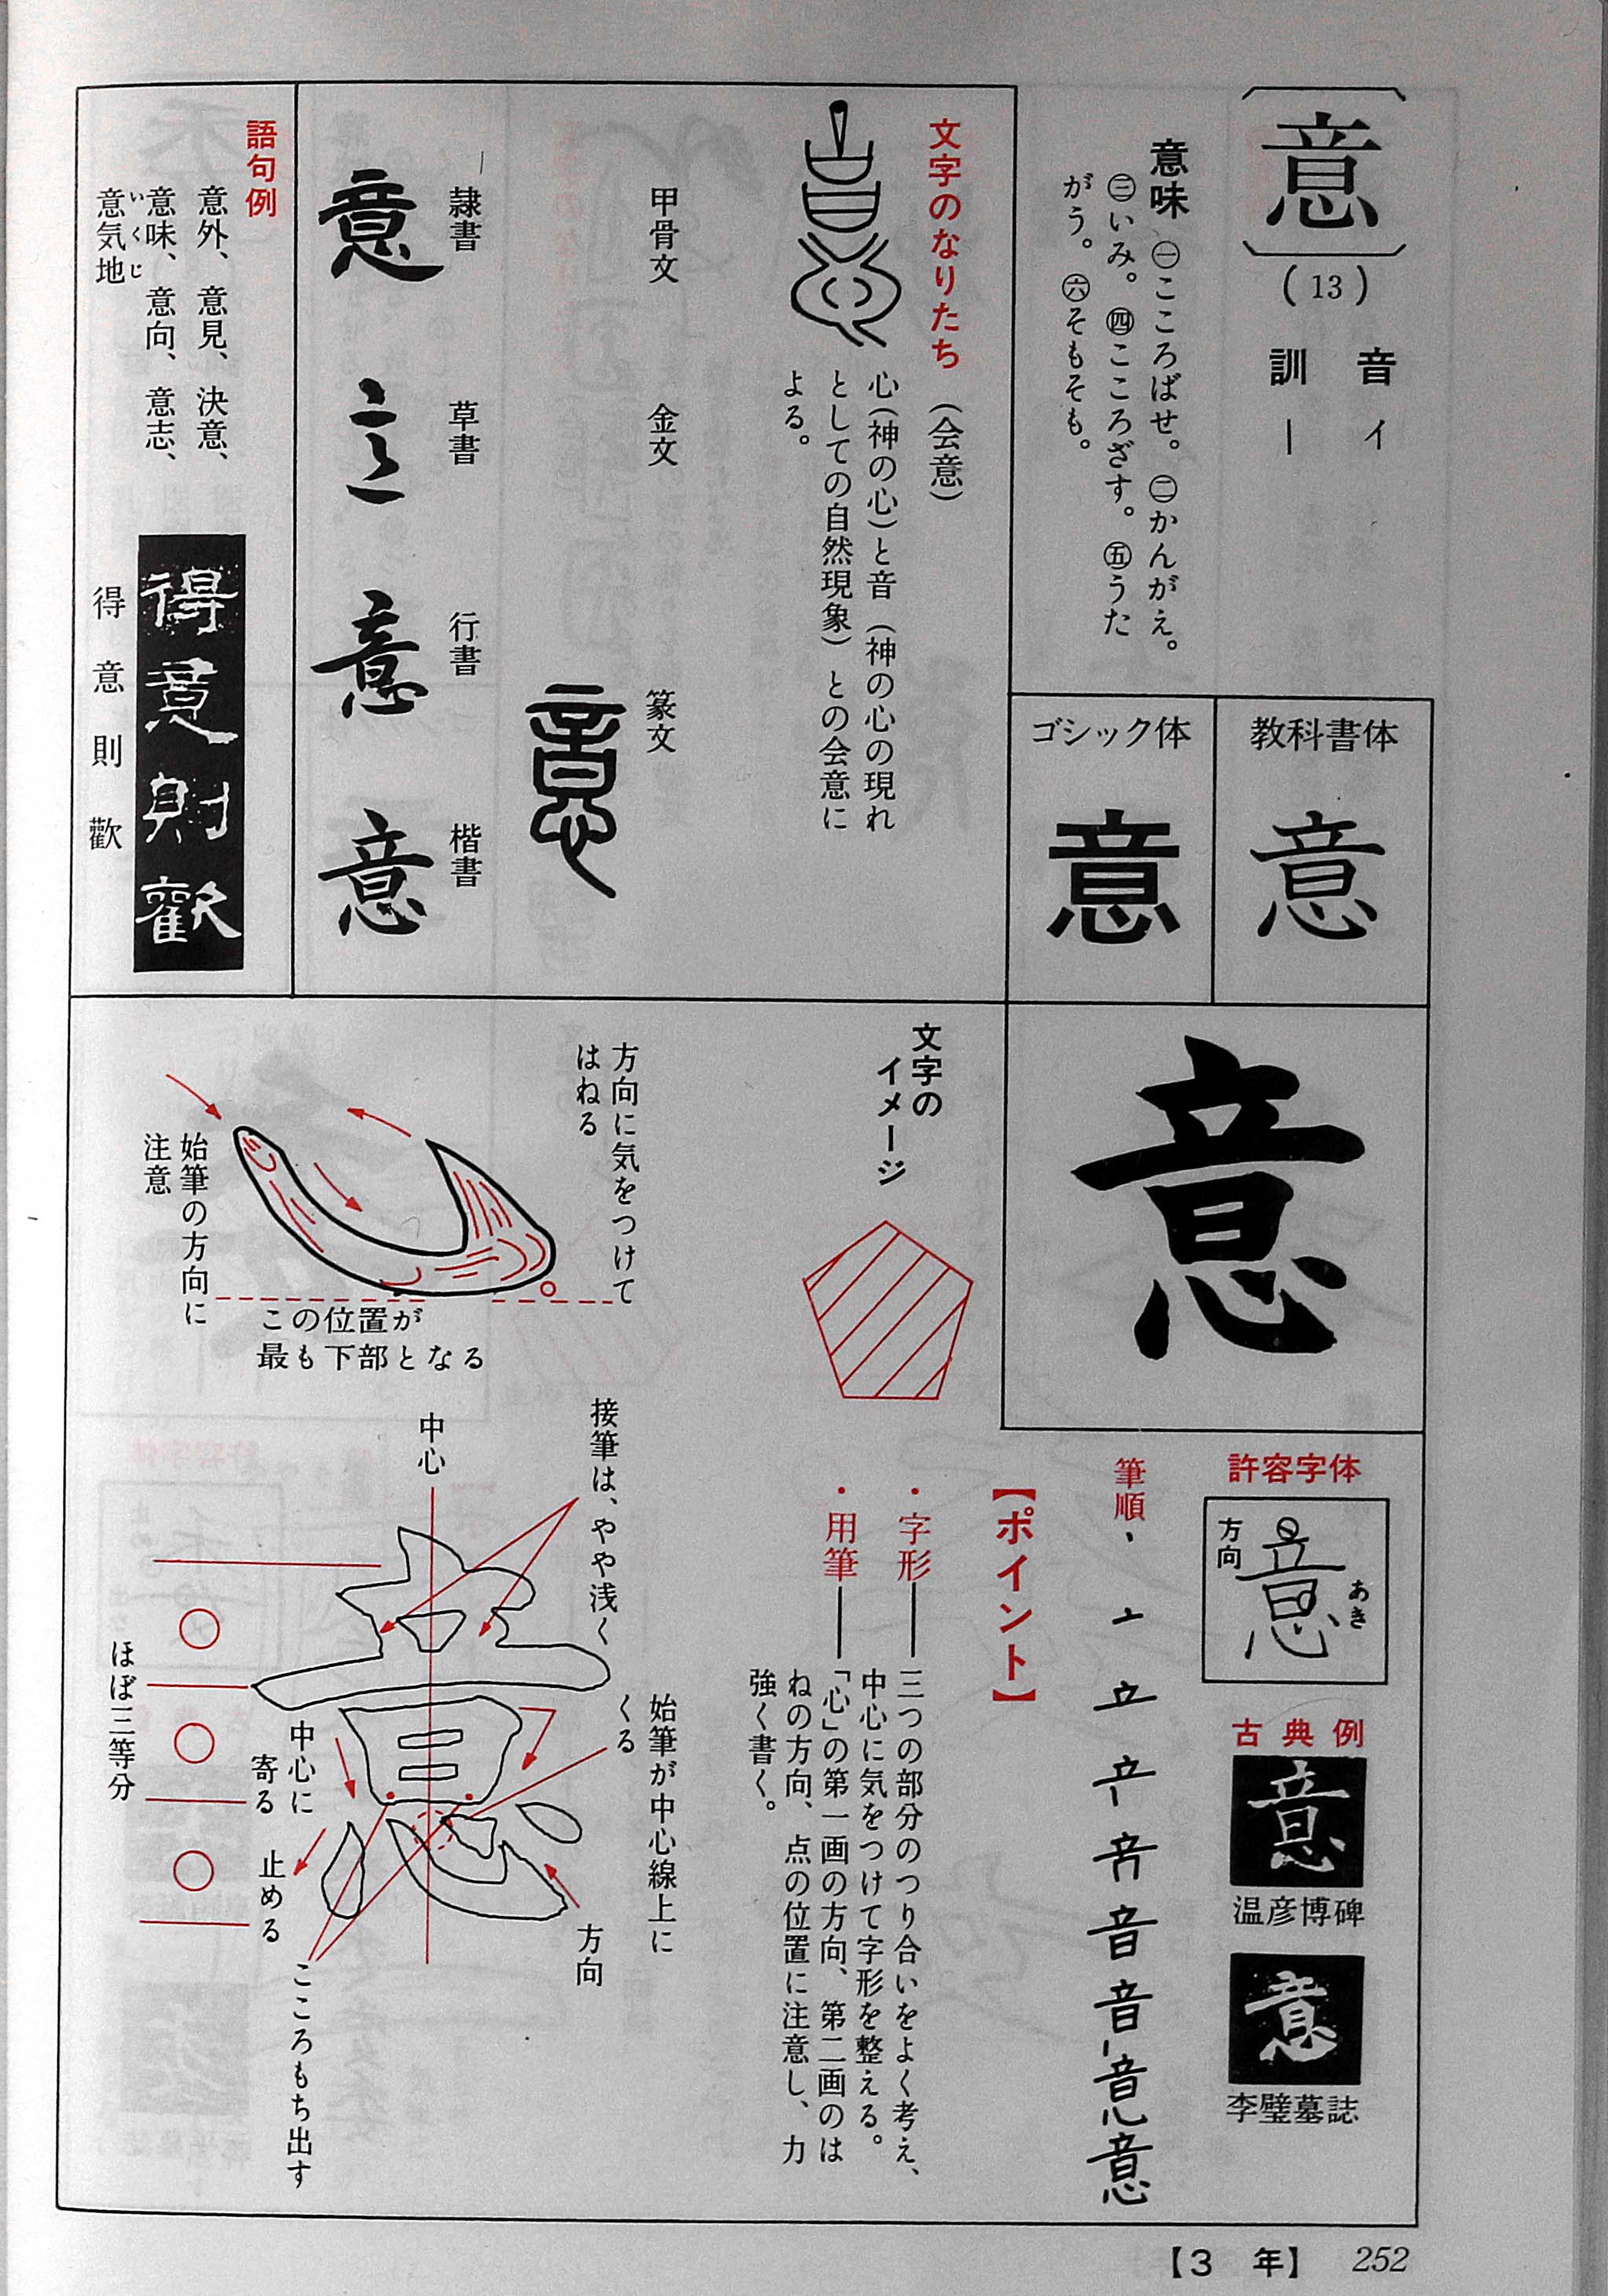 意
(13)
音 イ
訓 ー
意味 ㊀こころばせ。㊁かんがえ。
㊂いみ。㊃こころざす。㊄うた
がう。㊅そもそも。
教科書体
意
ゴシック体
意
文字のなりたち (会意)
心(神の心)と音(神の心の現れ
としての自然現象)との会意に
よる。
甲骨文
金文
篆文
意
隷書
意
草書
意
行書
意
楷書
意
語句例
意外、意見、決意、
意味、意向、意志、
意気地
いくじ
得意則歡
得意則歡
意
許容字体
意
方向
あき
古典例
意
温彦博碑
意
李璧墓誌
筆順
意
【ポイント】
・字形―三つの部分のつり合いをよく考え、
中心に気をつけて字形を整える。
・用筆―「心」の第一画の方向、第二画のは
ねの方向、点の位置に注意し、力
強く書く。
文字の
イメージ
方向に気をつけて
はねる
始筆の方向に
注意
この位置が
最も下部となる
接筆は、やや浅く
中心
始筆が中心線上に
くる
方向
中心に
寄る
止める
ほぼ三等分
こころもち出す
【3 年】 252